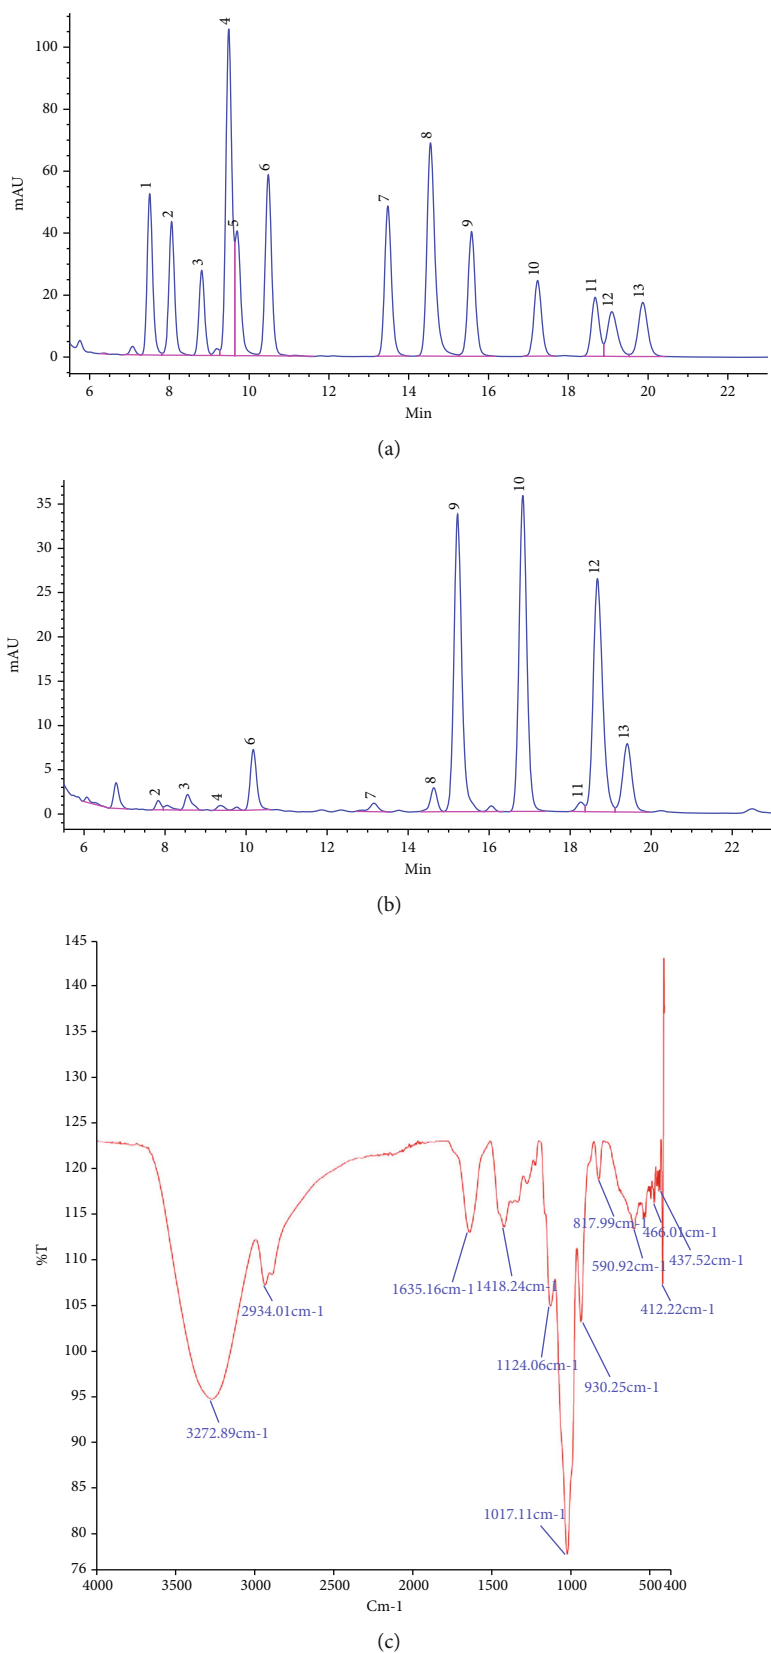 100
80
60
40
20
0
mAU
1
2
3
4
5
6
7
8
9
10
11
12
13
6 8 10 12 14 16 18 20 22
Min
(a)
35
30
25
20
15
10
5
0
mAU
2
3
4
6
7
8
9
10
11
12
13
6 8 10 12 14 16 18 20 22
Min
(b)
145
140
135
130
125
120
115
110
105
100
95
90
85
80
76
%T
3272.89cm-1
2934.01cm-1
1635.16cm-1
1418.24cm-1
1124.06cm-1
1017.11cm-1
930.25cm-1
817.99cm-1
590.92cm-1
466.01cm-1
437.52cm-1
412.22cm-1
4000 3500 3000 2500 2000 1500 1000 500 400
Cm-1
(c)